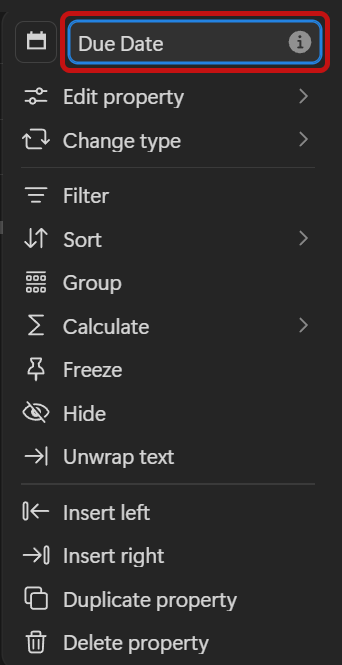 Due Date
Edit property
Change type
Filter
Sort
Group
Calculate
Freeze
Hide
Unwrap text
Insert left
Insert right
Duplicate property
Delete property